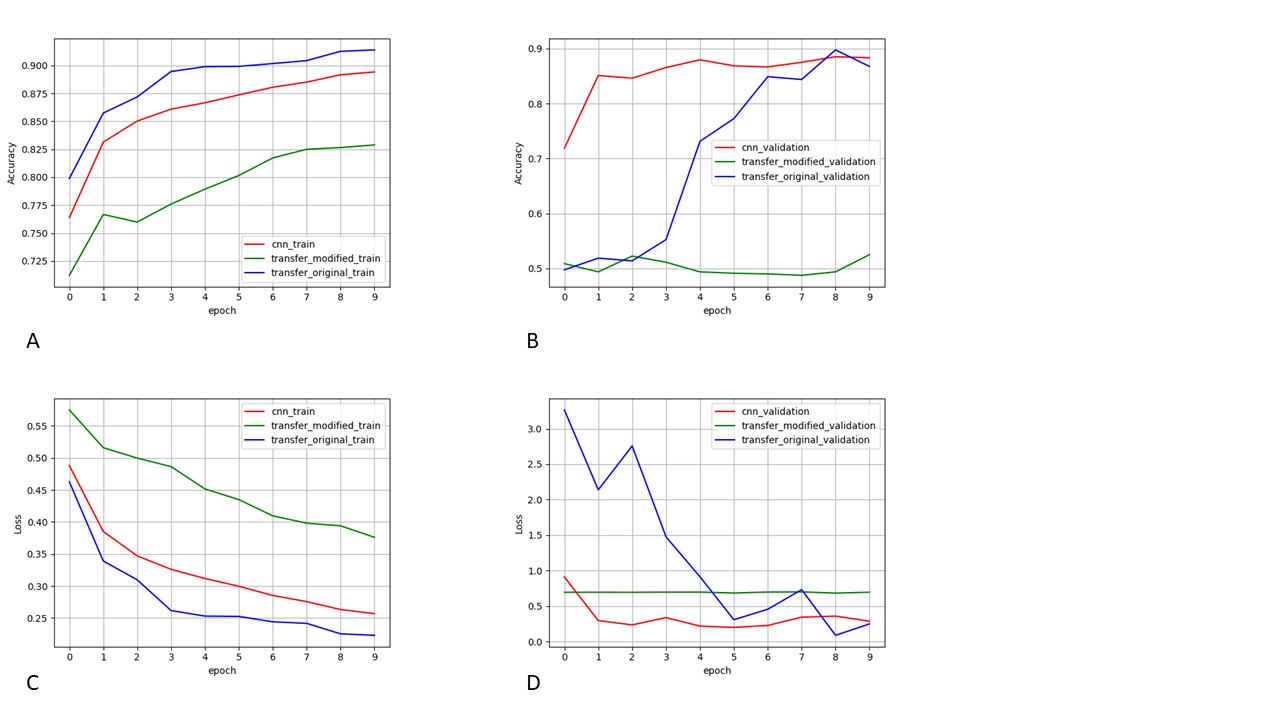 0.900
0.875
0.850
0.825
0.800
0.775
0.750
0.725
Accuracy
0 1 2 3 4 5 6 7 8 9
epoch
cnn_train
transfer_modified_train
transfer_original_train
A
0.9
0.8
0.7
0.6
0.5
Accuracy
cnn_validation
transfer_modified_validation
transfer_original_validation
0 1 2 3 4 5 6 7 8 9
epoch
B
cnn_train
transfer_modified_train
transfer_original_train
0.55
0.50
0.45
0.40
0.35
0.30
0.25
Loss
0 1 2 3 4 5 6 7 8 9
epoch
C
cnn_validation
transfer_modified_validation
transfer_original_validation
3.0
2.5
2.0
1.5
1.0
0.5
0.0
Loss
0 1 2 3 4 5 6 7 8 9
epoch
D